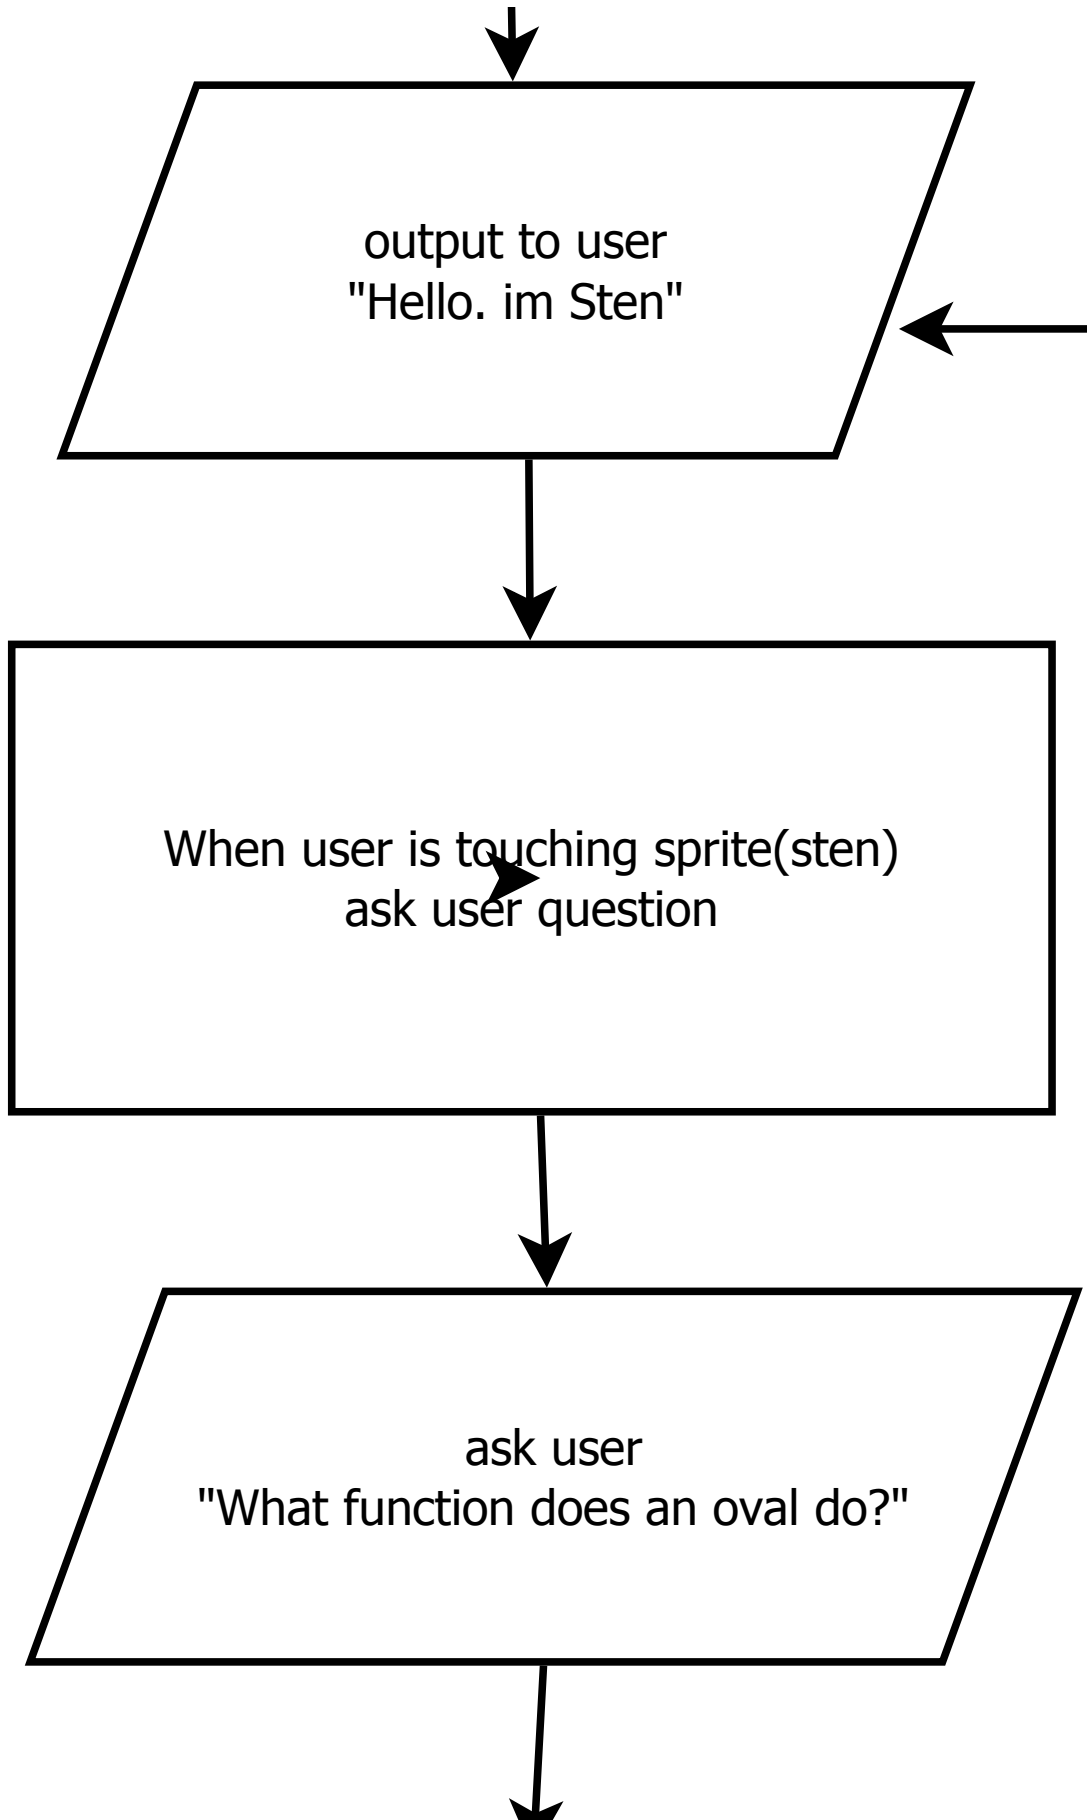 output to user
"Hello. im Sten"
When user is touching sprite(sten)
ask user question
ask user
"What function does an oval do?"